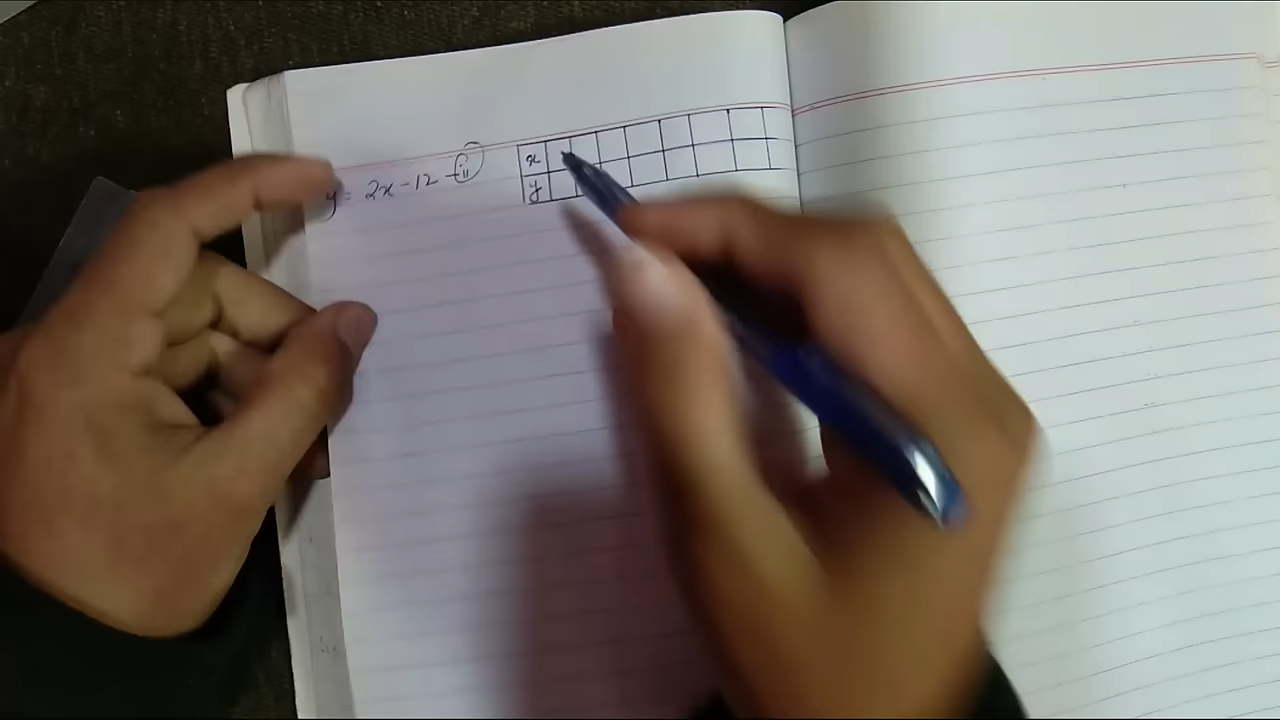 y = 2x - 12 - ii
x
y